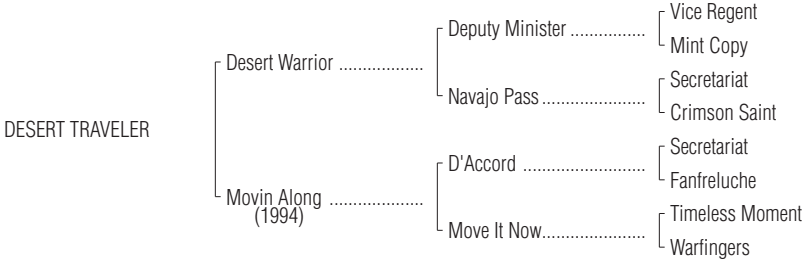 Vice Regent
Deputy Minister ................
Mint Copy
Desert Warrior ..................
Secretariat
Navajo Pass ......................
Crimson Saint
DESERT TRAVELER
Secretariat
D'Accord ..........................
Fanfreluche
Movin Along ....................
(1994)
Timeless Moment
Move It Now......................
Warfingers